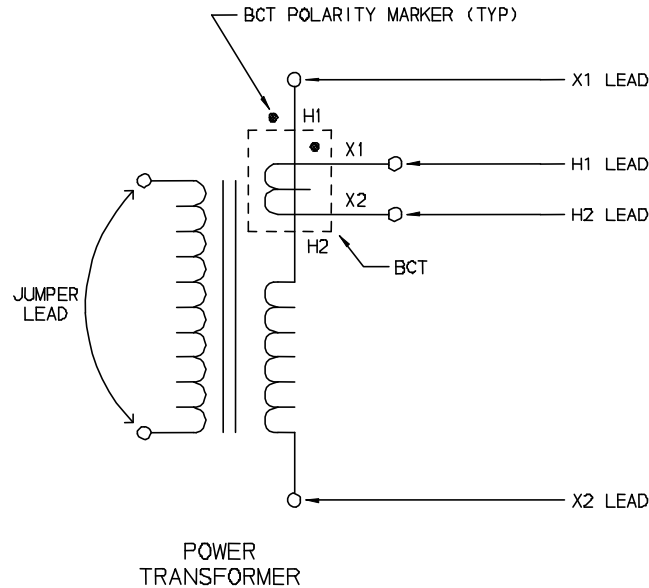 BCT POLARITY MARKER (TYP)
X1 LEAD
H1
X1
H1 LEAD
X2
H2 LEAD
H2
BCT
JUMPER
LEAD
X2 LEAD
POWER
TRANSFORMER